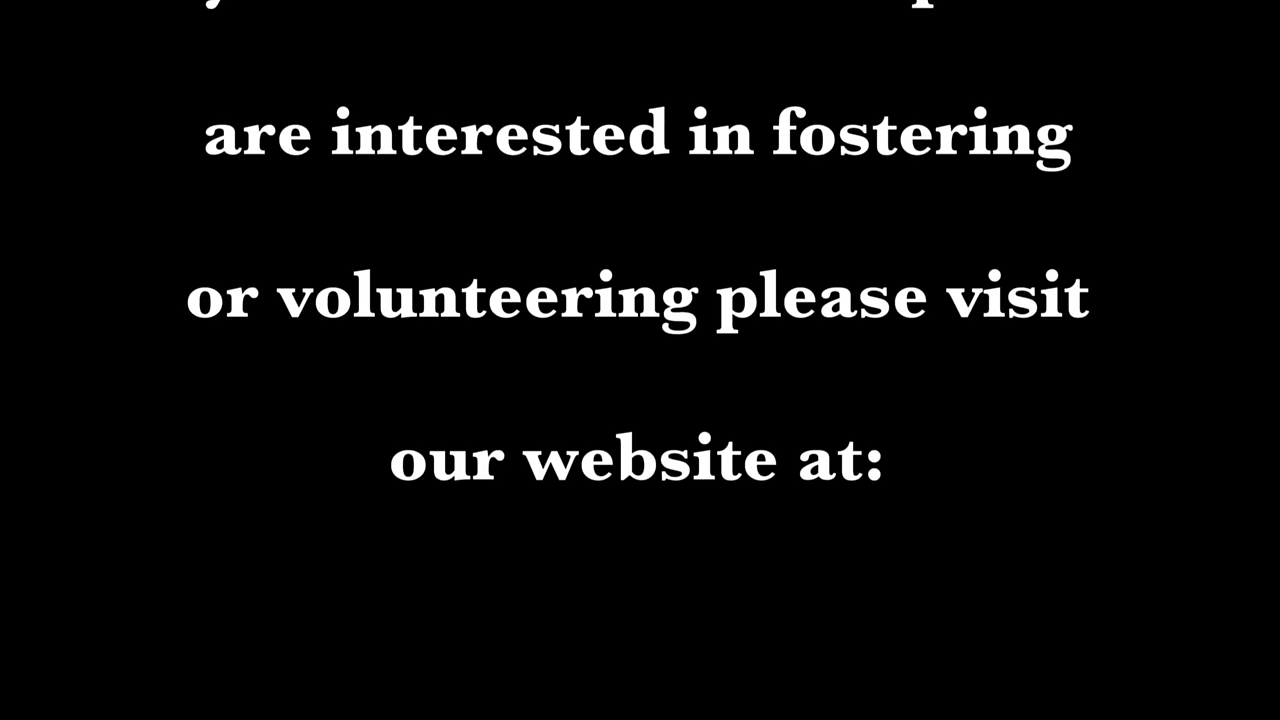 are interested in fostering
or volunteering please visit
our website at: